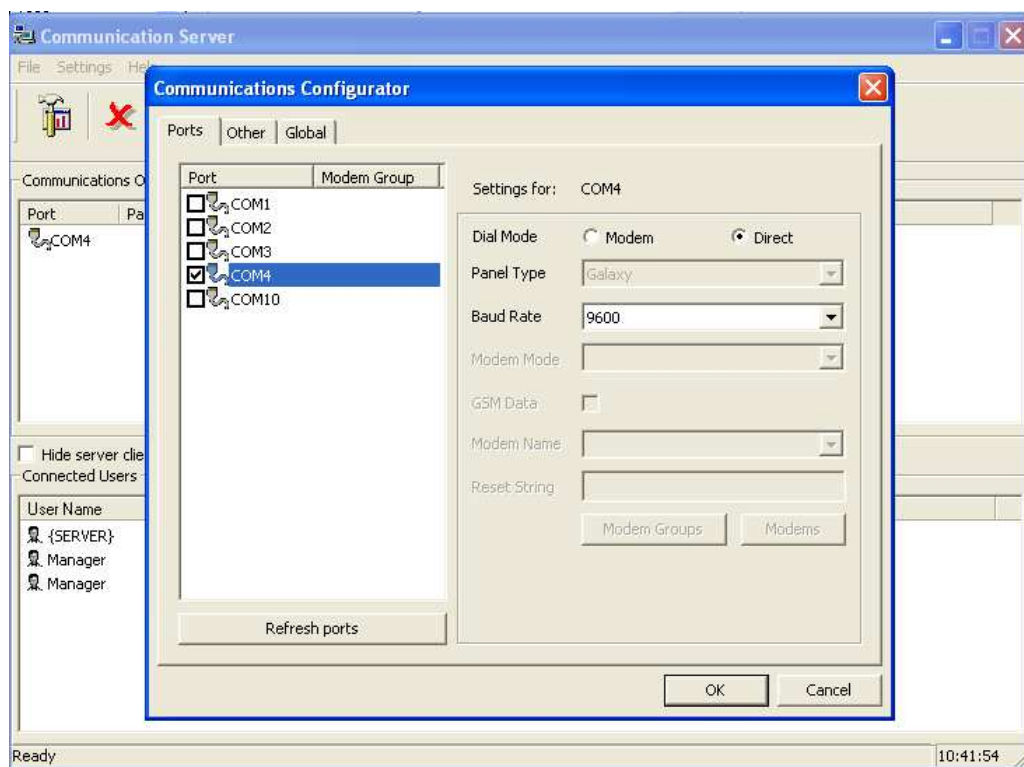 Communication Server
File Settings He
Communications Configurator
Ports Other Global
Communications O
Port Pa
COM4
Port Modem Group
COM1
COM2
COM3
COM4
COM10
Refresh ports
Settings for: COM4
Dial Mode Modem Direct
Panel Type Galaxy
Baud Rate 9600
Modem Mode
GSM Data
Modem Name
Reset String
Modem Groups Modems
Hide server clie
Connected Users
User Name
{SERVER}
Manager
Manager
OK Cancel
Ready 10:41:54